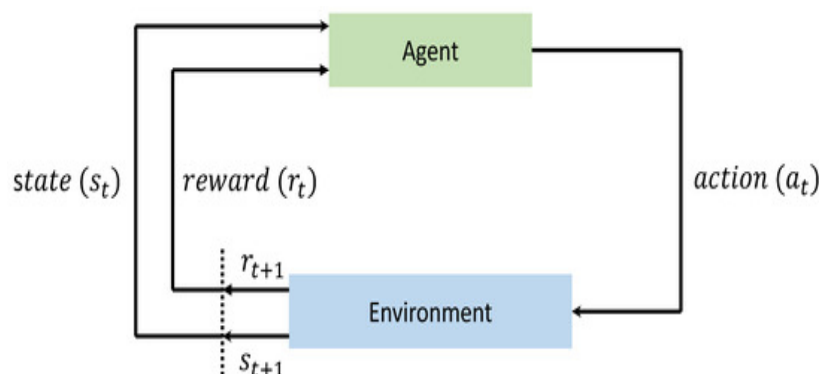 Agent
state (s_t)
reward (r_t)
action (a_t)
r_{t+1}
Environment
s_{t+1}